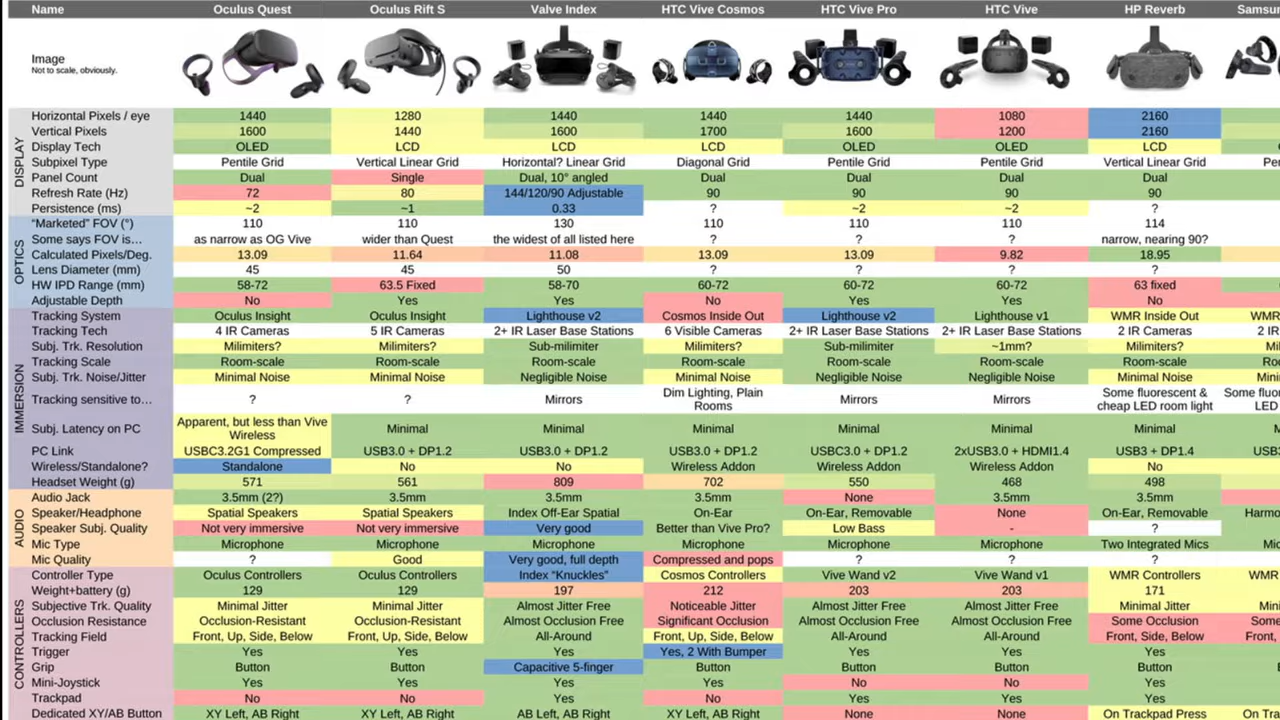 Name Oculus Quest Oculus Rift S Valve Index HTC Vive Cosmos HTC Vive Pro HTC Vive HP Reverb Samsu
Image
Not to scale, obviously.
DISPLAY
Horizontal Pixels / eye 1440 1280 1440 1440 1440 1080 2160
Vertical Pixels 1600 1440 1600 1700 1600 1200 2160
Display Tech OLED LCD LCD LCD OLED OLED LCD
Subpixel Type Pentile Grid Vertical Linear Grid Horizontal? Linear Grid Diagonal Grid Pentile Grid Pentile Grid Vertical Linear Grid Pe
Panel Count Dual Single Dual, 10° angled Dual Dual Dual Dual
Refresh Rate (Hz) 72 80 144/120/90 Adjustable 90 90 90 90
Persistence (ms) ~2 ~1 0.33 ? ~2 ~2 ?
OPTICS
“Marketed” FOV (°) 110 110 130 110 110 110 114
Some says FOV is… as narrow as OG Vive wider than Quest the widest of all listed here ? ? ? narrow, nearing 90?
Calculated Pixels/Deg. 13.09 11.64 11.08 13.09 13.09 9.82 18.95
Lens Diameter (mm) 45 45 50 ? ? ? ?
HW IPD Range (mm) 58-72 63.5 Fixed 58-70 60-72 60-72 60-72 63 fixed
Adjustable Depth No Yes Yes No Yes Yes No
IMMERSION
Tracking System Oculus Insight Oculus Insight Lighthouse v2 Cosmos Inside Out Lighthouse v2 Lighthouse v1 WMR Inside Out WMR
Tracking Tech 4 IR Cameras 5 IR Cameras 2+ IR Laser Base Stations 6 Visible Cameras 2+ IR Laser Base Stations 2+ IR Laser Base Stations 2 IR Cameras 2 IR
Subj. Trk. Resolution Milimiters? Milimiters? Sub-milimiter Milimiters? Sub-milimiter ~1mm? Milimiters? Mil
Tracking Scale Room-scale Room-scale Room-scale Room-scale Room-scale Room-scale Room-scale Ro
Subj. Trk. Noise/Jitter Minimal Noise Minimal Noise Negligible Noise Minimal Noise Negligible Noise Negligible Noise Minimal Noise Mini
Tracking sensitive to… ? ? Mirrors Dim Lighting, Plain Rooms Mirrors Mirrors Some fluorescent & cheap LED room light Some fluor LED
Subj. Latency on PC Apparent, but less than Vive Wireless Minimal Minimal Minimal Minimal Minimal Minimal M
PC Link USBC3.2G1 Compressed USB3.0 + DP1.2 USB3.0 + DP1.2 USB3.0 + DP1.2 USBC3.0 + DP1.2 2xUSB3.0 + HDMI1.4 USB3 + DP1.4 USB3
Wireless/Standalone? Standalone No No Wireless Addon Wireless Addon Wireless Addon No
Headset Weight (g) 571 561 809 702 550 468 498
AUDIO
Audio Jack 3.5mm (2?) 3.5mm 3.5mm 3.5mm None 3.5mm 3.5mm
Speaker/Headphone Spatial Speakers Spatial Speakers Index Off-Ear Spatial On-Ear On-Ear, Removable None On-Ear, Removable Harmo
Speaker Subj. Quality Not very immersive Not very immersive Very good Better than Vive Pro? Low Bass - ?
Mic Type Microphone Microphone Microphone Microphone Microphone Microphone Two Integrated Mics Mic
Mic Quality ? Good Very good, full depth Compressed and pops ? ? ?
CONTROLLERS
Controller Type Oculus Controllers Oculus Controllers Index “Knuckles” Cosmos Controllers Vive Wand v2 Vive Wand v1 WMR Controllers WMR
Weight+battery (g) 129 129 197 212 203 203 171
Subjective Trk. Quality Minimal Jitter Minimal Jitter Almost Jitter Free Noticeable Jitter Almost Jitter Free Almost Jitter Free Minimal Jitter Mini
Occlusion Resistance Occlusion-Resistant Occlusion-Resistant Almost Occlusion Free Significant Occlusion Almost Occlusion Free Almost Occlusion Free Some Occlusion Some
Tracking Field Front, Up, Side, Below Front, Up, Side, Below All-Around Front, Up, Side, Below All-Around All-Around Front, Side, Below Front,
Trigger Yes Yes Yes Yes, 2 With Bumper Yes Yes Yes
Grip Button Button Capacitive 5-finger Button Button Button Button
Mini-Joystick Yes Yes Yes Yes No No Yes
Trackpad No No Yes No Yes Yes Yes
Dedicated XY/AB Button XY Left, AB Right XY Left, AB Right AB Left, AB Right XY Left, AB Right None None On Trackpad Press On Tr